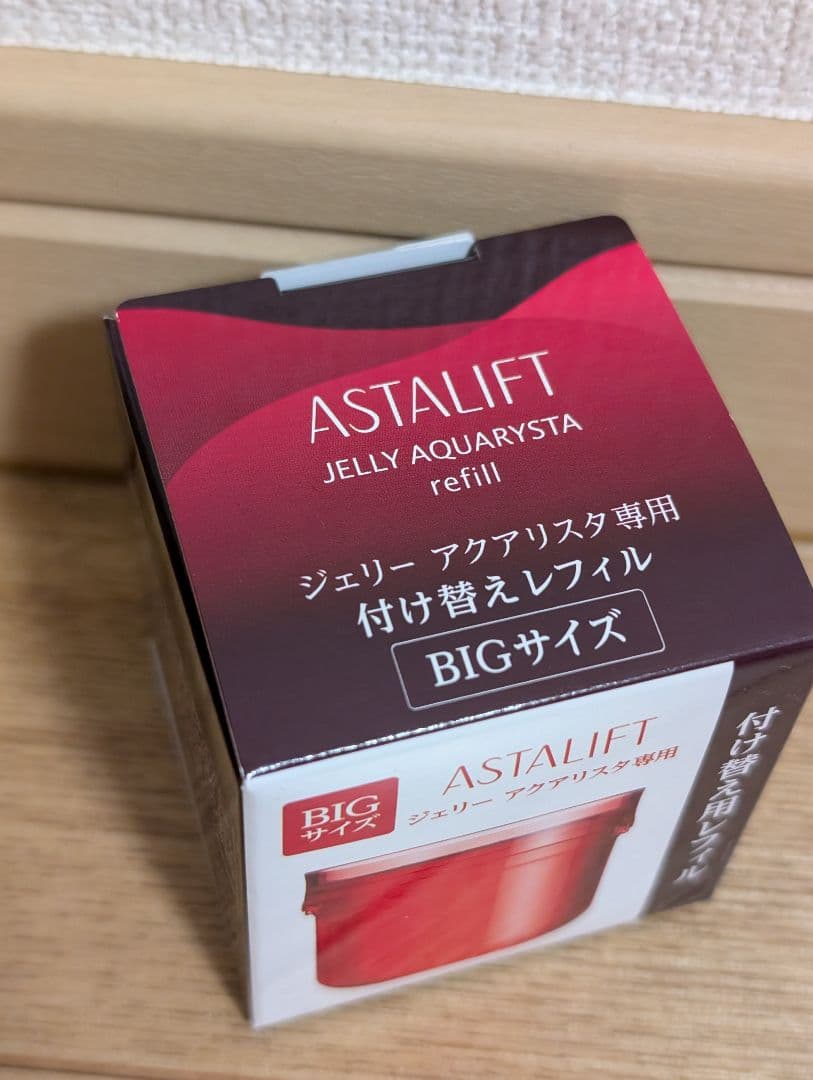 ASTALIFT
JELLY AQUARYSTA
refill
ジェリー アクアリスタ専用
付け替えレフィル
BIGサイズ
BIG
サイズ
ASTALIFT
ジェリー アクアリスタ専用
付け替え用レフィル